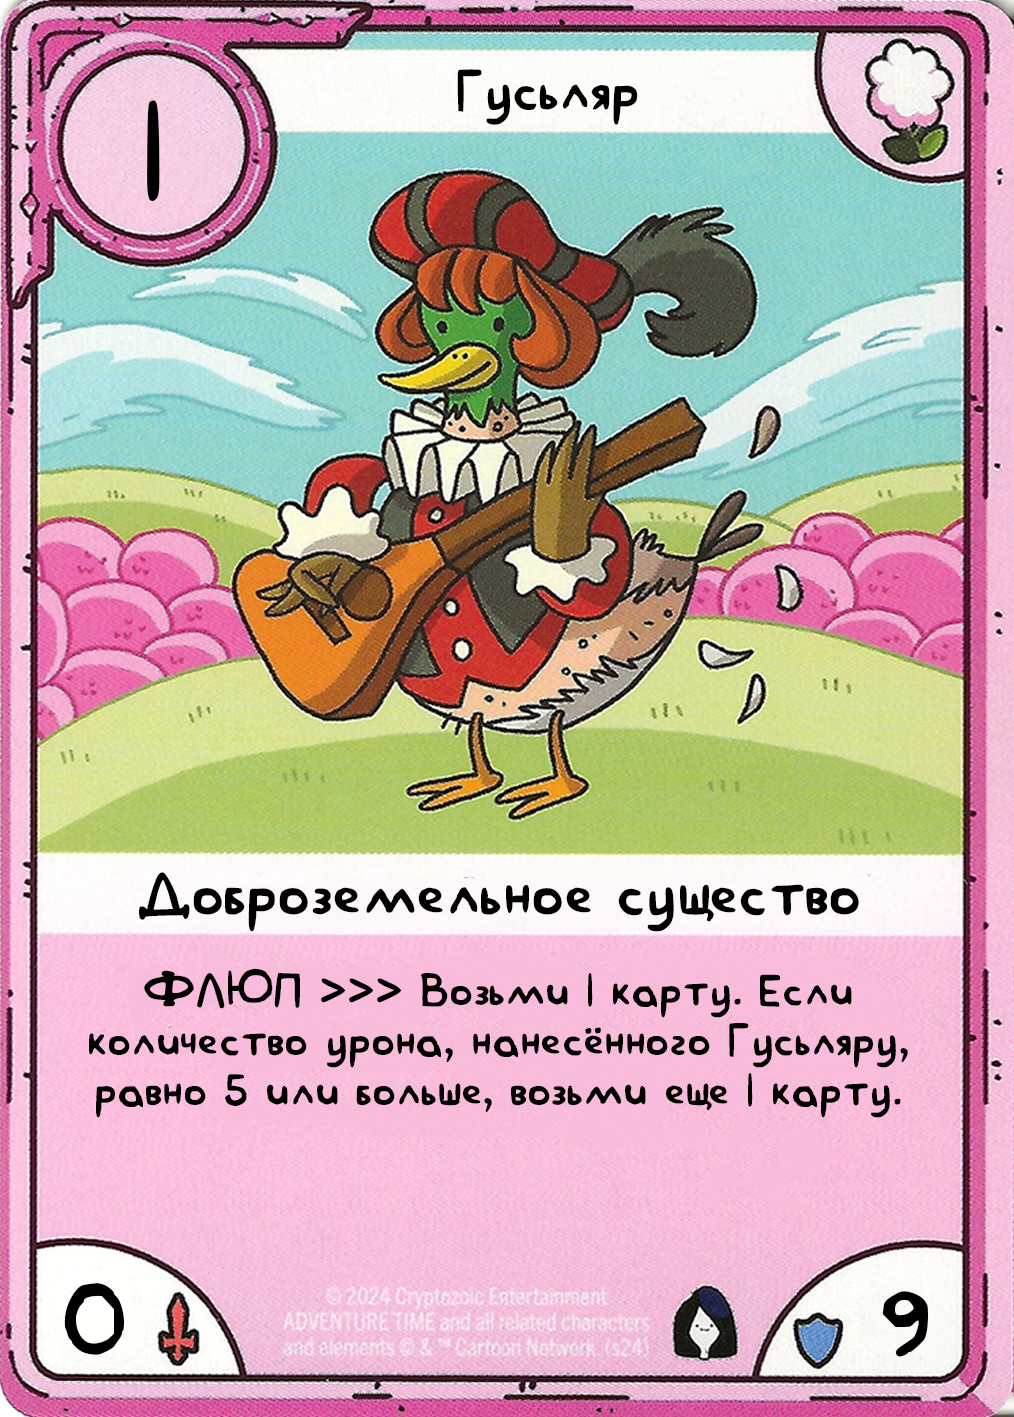 1
Гусьляр
Доброземельное существо
ФЛЮП >>> Возьми 1 карту. Если
количество урона, нанесённого Гусьляру,
равно 5 или больше, возьми еще 1 карту.
© 2024 Cryptozoic Entertainment
ADVENTURE TIME and all related characters
and elements © & ™ Cartoon Network. (s24)
0
9